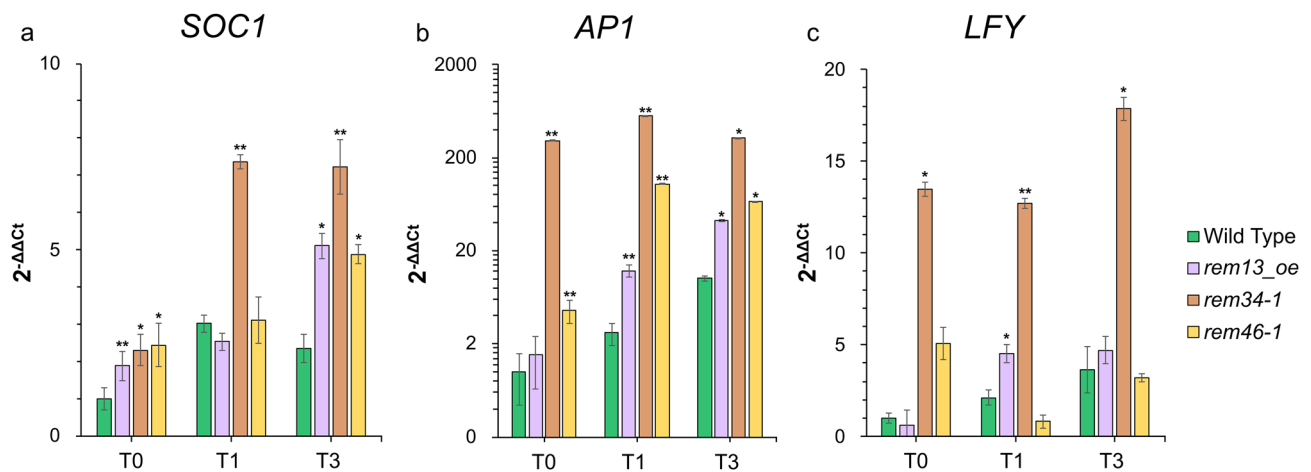 a
SOC1
10
5
0
2-ΔΔCt
** * *
**
* ** *
T0 T1 T3
b
AP1
2000
200
20
2
0
2-ΔΔCt
** **
** ** **
* * *
T0 T1 T3
c
LFY
20
15
10
5
0
2-ΔΔCt
*
* **
*
T0 T1 T3
Wild Type
rem13_oe
rem34-1
rem46-1